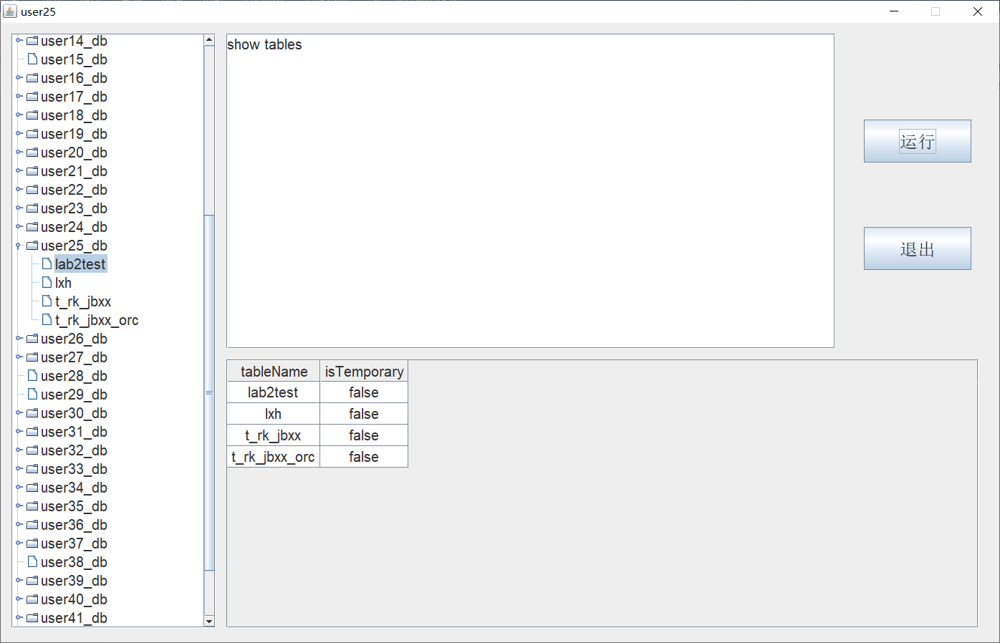 user25
user14_db
user15_db
user16_db
user17_db
user18_db
user19_db
user20_db
user21_db
user22_db
user23_db
user24_db
user25_db
lab2test
lxh
t_rk_jbxx
t_rk_jbxx_orc
user26_db
user27_db
user28_db
user29_db
user30_db
user31_db
user32_db
user33_db
user34_db
user35_db
user36_db
user37_db
user38_db
user39_db
user40_db
user41_db
show tables
运行
退出
tableName isTemporary
lab2test false
lxh false
t_rk_jbxx false
t_rk_jbxx_orc false